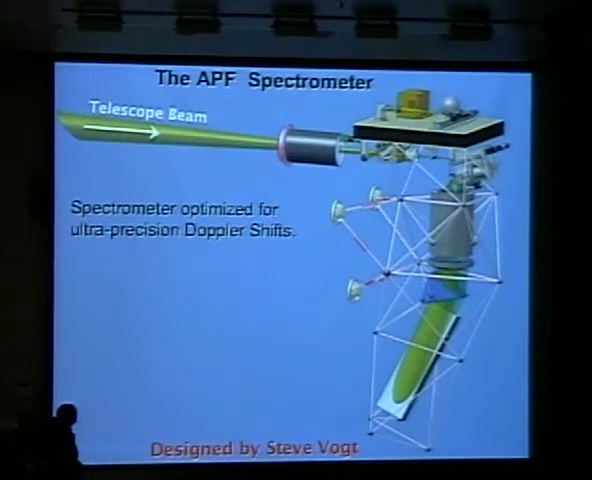 The APF Spectrometer
Telescope Beam
Spectrometer optimized for
ultra-precision Doppler Shifts.
Designed by Steve Vogt